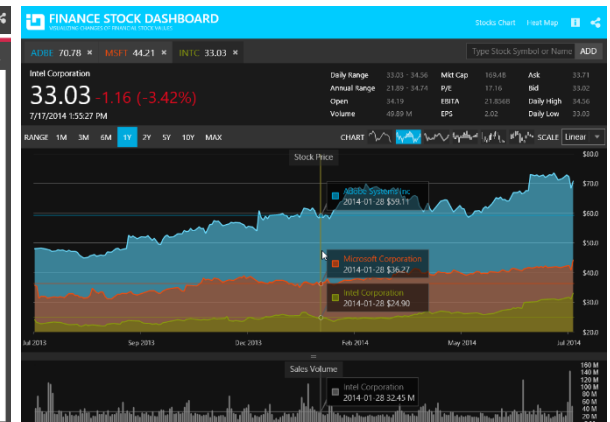 FINANCE STOCK DASHBOARD
VISUALIZING CHANGES OF FINANCIAL STOCK VALUES
Stocks Chart Heat Map
ADBE 70.78 × MSFT 44.21 × INTC 33.03 ×
Type Stock Symbol or Name ADD
Intel Corporation
33.03 -1.16 (-3.42%)
7/17/2014 1:55:27 PM
Daily Range 33.03 - 34.56 Mkt Cap 169.4B Ask 33.71
Annual Range 21.89 - 34.74 P/E 17.16 Bid 33.02
Open 34.19 EBITA 21.856B Daily High 34.56
Volume 49.89 M EPS 2.02 Daily Low 33.03
RANGE 1M 3M 6M 1Y 2Y 5Y 10Y MAX CHART SCALE Linear
Stock Price
$80.0
$70.0
$60.0
$40.0
$30.0
$20.0
Adobe Systems Inc
2014-01-28 $59.11
Microsoft Corporation
2014-01-28 $36.27
Intel Corporation
2014-01-28 $24.90
Jul 2013 Sep 2013 Dec 2013 Feb 2014 May 2014 Jul 2014
Sales Volume
Intel Corporation
2014-01-28 32.45 M
160 M
140 M
120 M
100 M
80 M
60 M
40 M
20 M